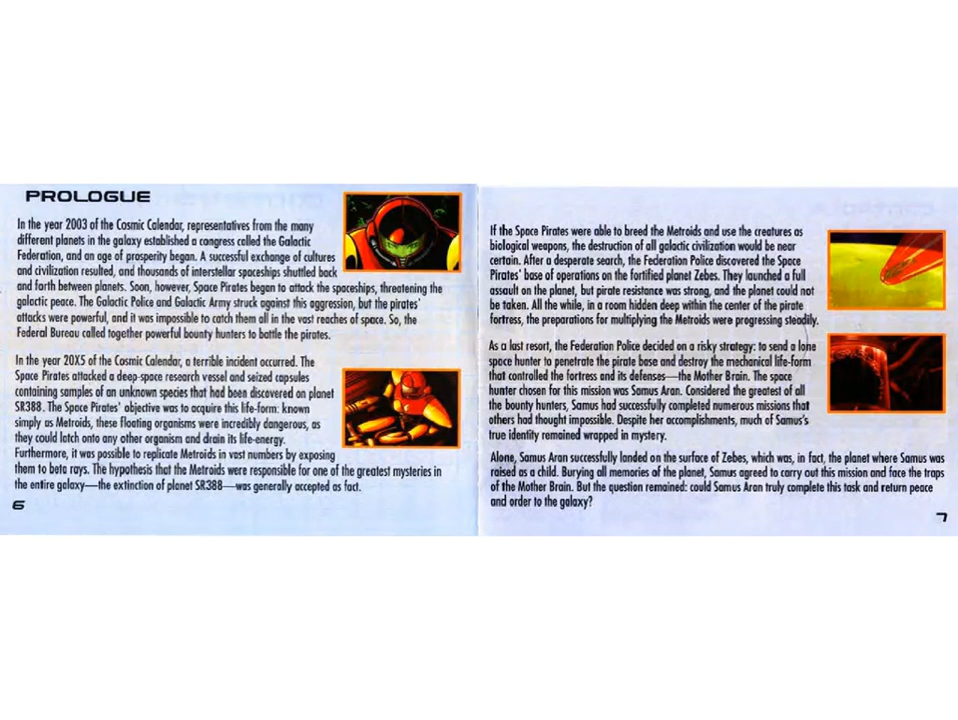 PROLOGUE
In the year 2003 of the Cosmic Calendar, representatives from the many
different planets in the galaxy established a congress called the Galactic
Federation, and an age of prosperity began. A successful exchange of cultures
and civilization resulted, and thousands of interstellar spaceships shuttled back
and forth between planets. Soon, however, Space Pirates began to attack the spaceships, threatening the
galactic peace. The Galactic Police and Galactic Army struck against this aggression, but the pirates'
attacks were powerful, and it was impossible to catch them all in the vast reaches of space. So, the
Federal Bureau called together powerful bounty hunters to battle the pirates.
In the year 20X5 of the Cosmic Calendar, a terrible incident occurred. The
Space Pirates attacked a deep-space research vessel and seized capsules
containing samples of an unknown species that had been discovered on planet
SR388. The Space Pirates' objective was to acquire this life-form: known
simply as Metroids, these floating organisms were incredibly dangerous, as
they could latch onto any other organism and drain its life-energy.
Furthermore, it was possible to replicate Metroids in vast numbers by exposing
them to beta rays. The hypothesis that the Metroids were responsible for one of the greatest mysteries in
the entire galaxy—the extinction of planet SR388—was generally accepted as fact.
6
If the Space Pirates were able to breed the Metroids and use the creatures as
biological weapons, the destruction of all galactic civilization would be near
certain. After a desperate search, the Federation Police discovered the Space
Pirates' base of operations on the fortified planet Zebes. They launched a full
assault on the planet, but pirate resistance was strong, and the planet could not
be taken. All the while, in a room hidden deep within the center of the pirate
fortress, the preparations for multiplying the Metroids were progressing steadily.
As a last resort, the Federation Police decided on a risky strategy: to send a lone
space hunter to penetrate the pirate base and destroy the mechanical life-form
that controlled the fortress and its defenses—the Mother Brain. The space
hunter chosen for this mission was Samus Aran. Considered the greatest of all
the bounty hunters, Samus had successfully completed numerous missions that
others had thought impossible. Despite her accomplishments, much of Samus's
true identity remained wrapped in mystery.
Alone, Samus Aran successfully landed on the surface of Zebes, which was, in fact, the planet where Samus was
raised as a child. Burying all memories of the planet, Samus agreed to carry out this mission and face the traps
of the Mother Brain. But the question remained: could Samus Aran truly complete this task and return peace
and order to the galaxy?
7